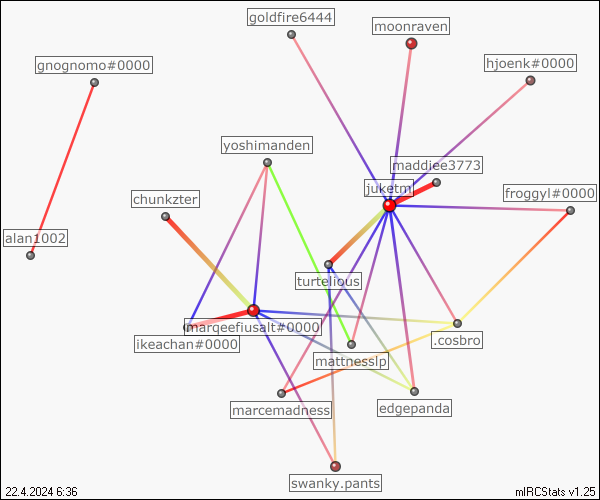 goldfire6444
moonraven
gnognomo#0000
hjoenk#0000
yoshimanden
maddiee3773
juketm
froggyl#0000
chunkzter
alan1002
turtelious
marqeefiusalt#0000
ikeachan#0000
.cosbro
mattnesslp
marcemadness
edgepanda
swanky.pants
22.4.2024 6:36
mIRCStats v1.25